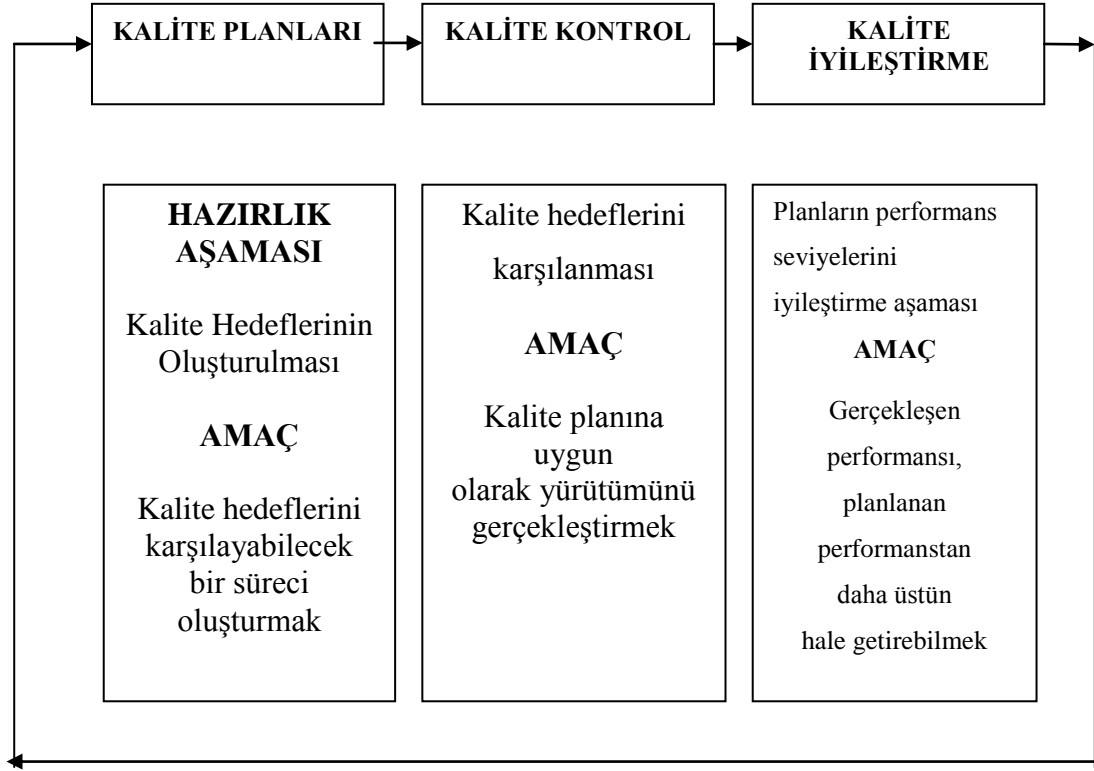 KALİTE PLANLARI
KALİTE KONTROL
KALİTE
İYİLEŞTİRME
HAZIRLIK
AŞAMASI
Kalite Hedeflerinin
Oluşturulması
AMAÇ
Kalite hedeflerini
karşılayabilecek
bir süreci
oluşturmak
Kalite hedeflerini
karşılanması
AMAÇ
Kalite planına
uygun
olarak yürütümünü
gerçekleştirmek
Planların performans
seviyelerini
iyileştirme aşaması
AMAÇ
Gerçekleşen
performansı,
planlanan
performanstan
daha üstün
hale getirebilmek